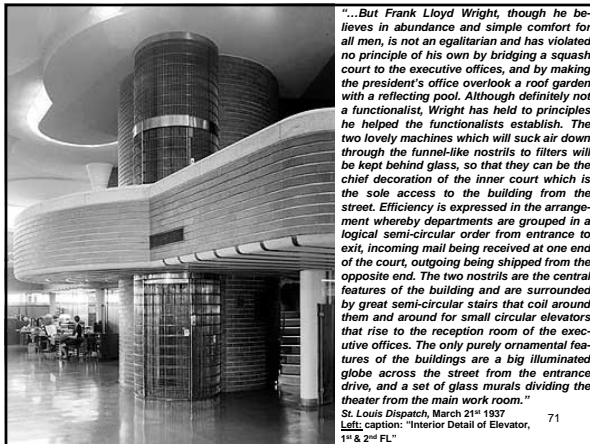 “…But Frank Lloyd Wright, though he be-
lieves in abundance and simple comfort for
all men, is not an egalitarian and has violated
no principle of his own by bridging a squash
court to the executive offices, and by making
the president’s office overlook a roof garden
with a reflecting pool. Although definitely not
a functionalist, Wright has held to principles
he helped the functionalists establish. The
two lovely machines which will suck air down
through the funnel-like nostrils to filters will
be kept behind glass, so that they can be the
chief decoration of the inner court which is
the sole access to the building from the
street. Efficiency is expressed in the arrange-
ment whereby departments are grouped in a
logical semi-circular order from entrance to
exit, incoming mail being received at one end
of the court, outgoing being shipped from the
opposite end. The two nostrils are the central
features of the building and are surrounded
by great semi-circular stairs that coil around
them and around for small circular elevators
that rise to the reception room of the exec-
utive offices. The only purely ornamental fea-
tures of the buildings are a big illuminated
globe across the street from the entrance
drive, and a set of glass murals dividing the
theater from the main work room.”
St. Louis Dispatch, March 21st 1937
Left: caption: “Interior Detail of Elevator,
1st & 2nd FL”
71